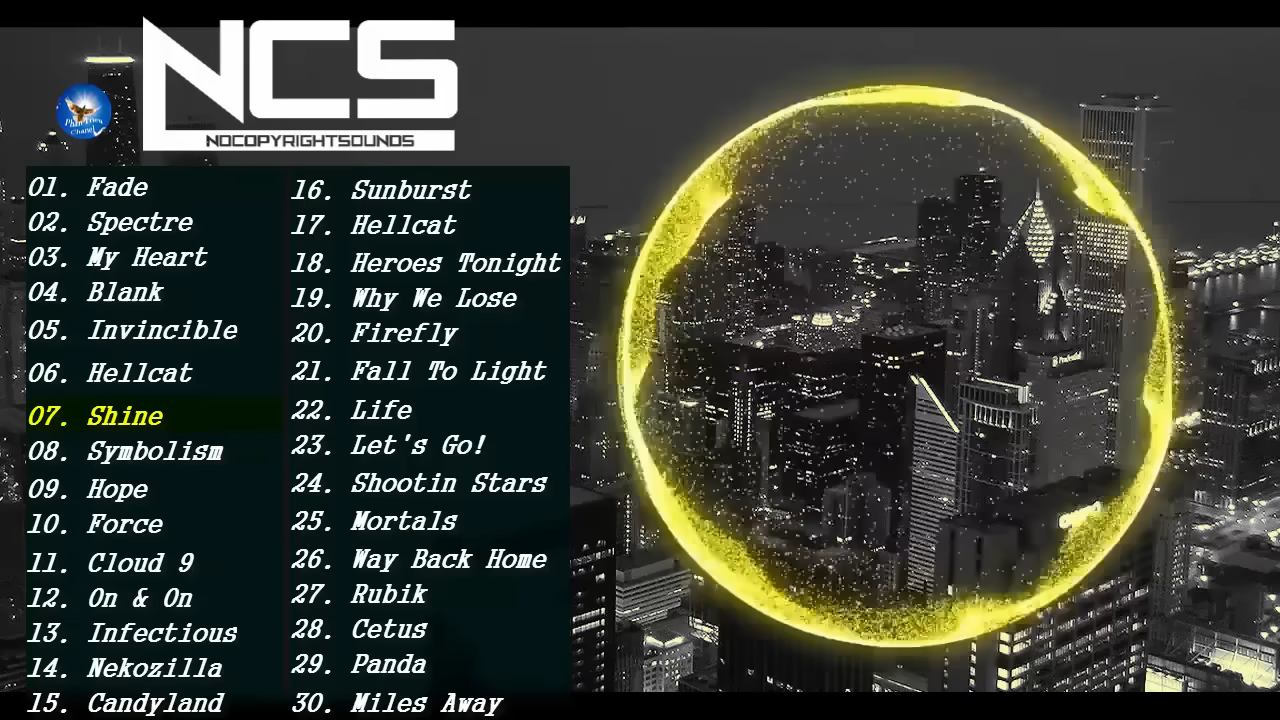 NCS
NOCOPYRIGHTSOUNDS
Phan Trieu
Chanel
01. Fade
02. Spectre
03. My Heart
04. Blank
05. Invincible
06. Hellcat
07. Shine
08. Symbolism
09. Hope
10. Force
11. Cloud 9
12. On & On
13. Infectious
14. Nekozilla
15. Candyland
16. Sunburst
17. Hellcat
18. Heroes Tonight
19. Why We Lose
20. Firefly
21. Fall To Light
22. Life
23. Let's Go!
24. Shootin Stars
25. Mortals
26. Way Back Home
27. Rubik
28. Cetus
29. Panda
30. Miles Away